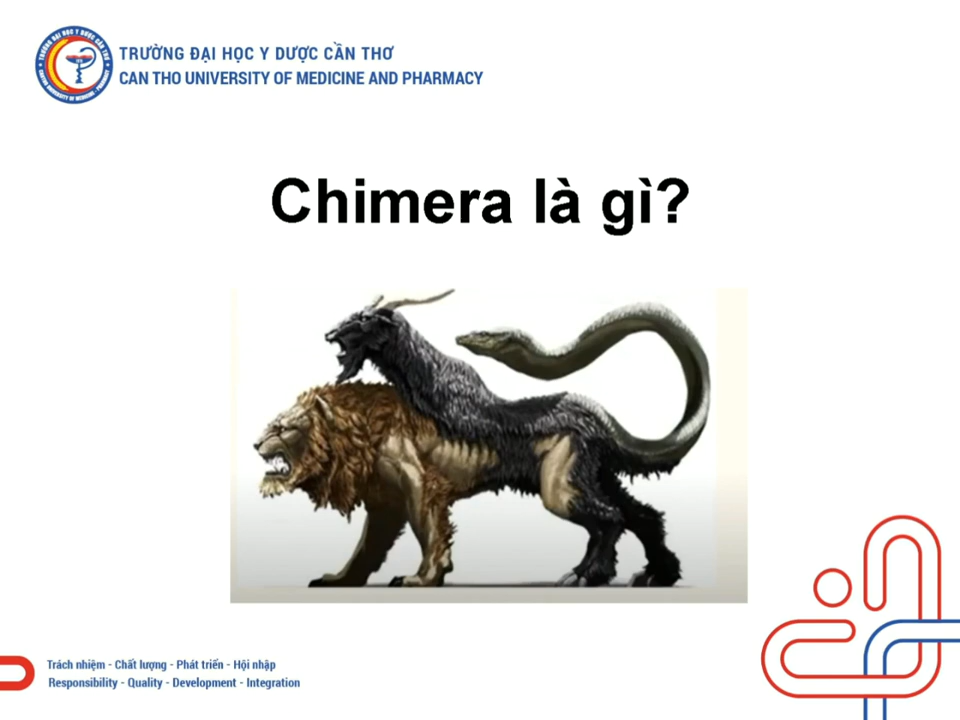 TRƯỜNG ĐẠI HỌC Y DƯỢC CẦN THƠ
CAN THO UNIVERSITY OF MEDICINE AND PHARMACY
Chimera là gì?
Trách nhiệm - Chất lượng - Phát triển - Hội nhập
Responsibility - Quality - Development - Integration